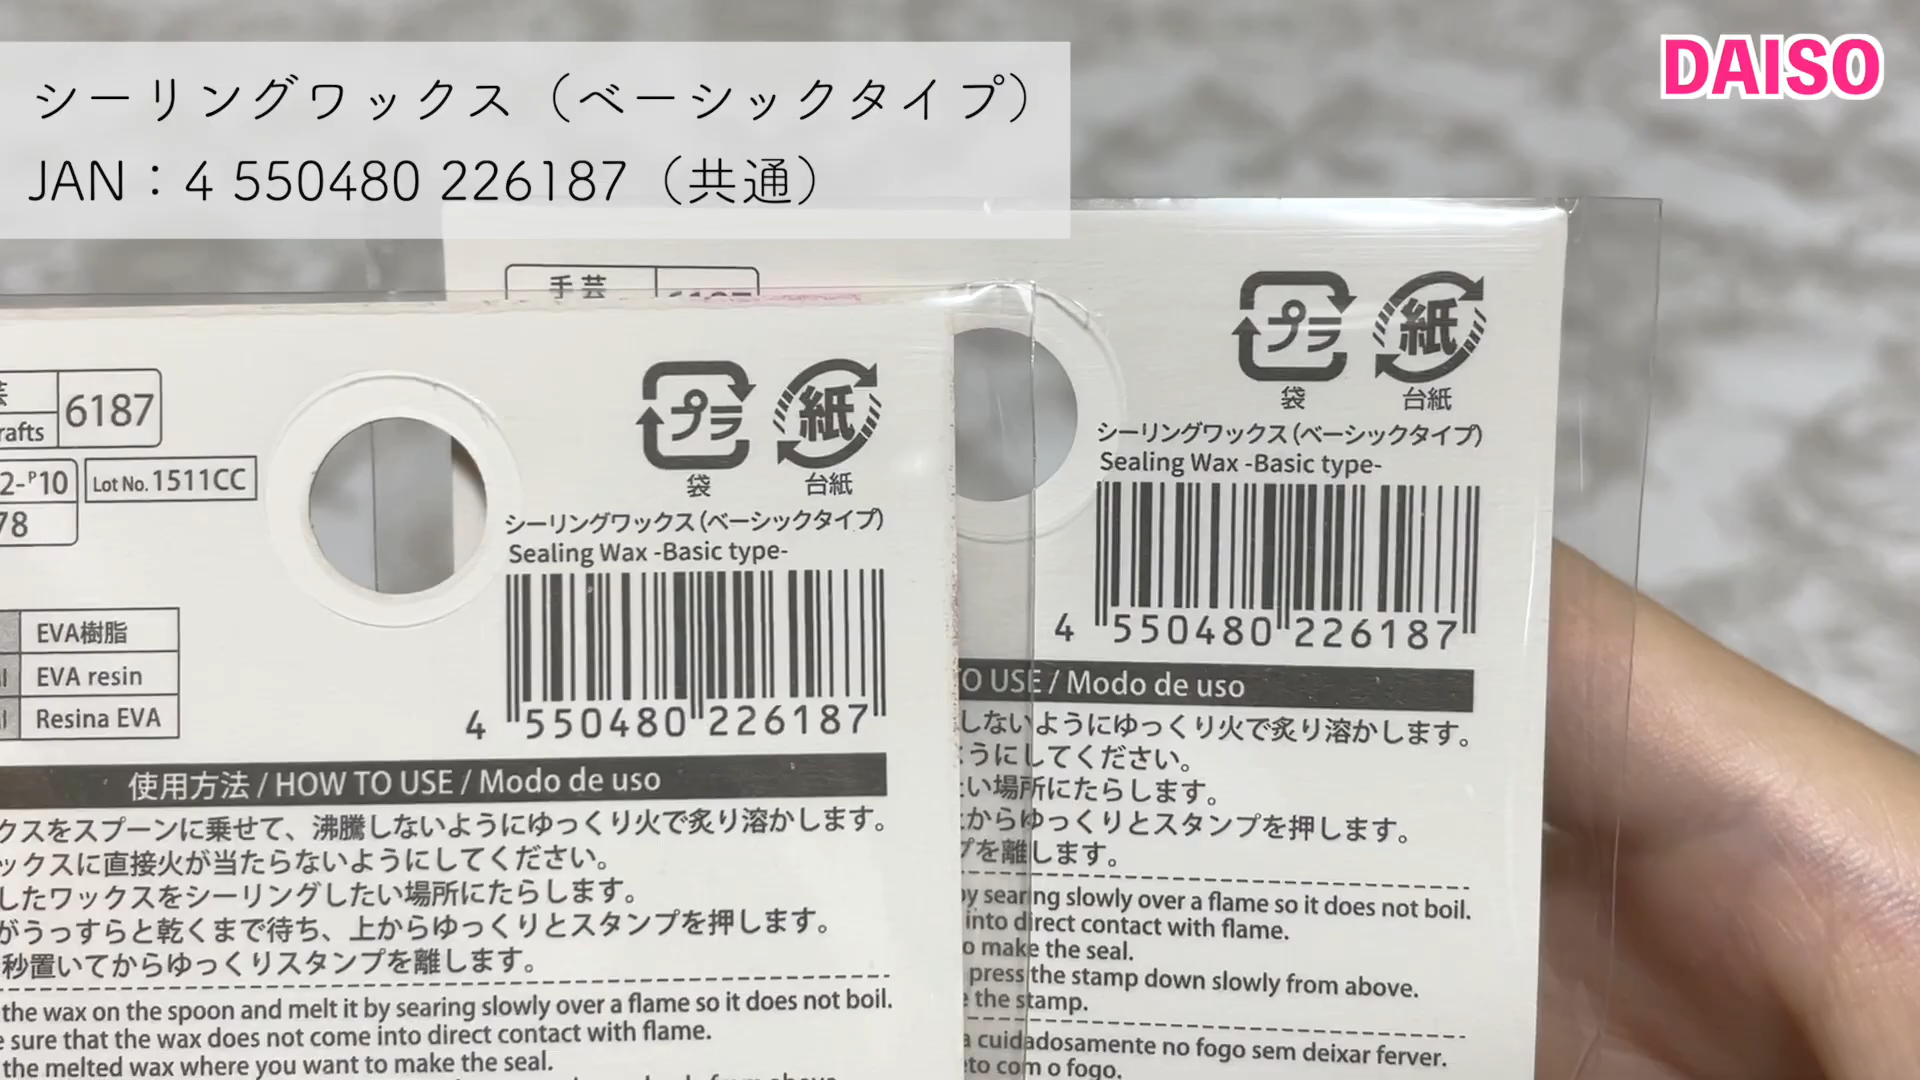 シーリングワックス（ベーシックタイプ）
JAN：4 550480 226187（共通）
DAISO
手芸
プラ
紙
袋
台紙
シーリングワックス（ベーシックタイプ）
Sealing Wax -Basic type-
4 550480 226187
O USE / Modo de uso
しないようにゆっくり火で炙り溶かします。
うにしてください。
い場所にたらします。
からゆっくりとスタンプを押します。
プを離します。
by searing slowly over a flame so it does not boil.
into direct contact with flame.
o make the seal.
press the stamp down slowly from above.
the stamp.
cuidadosamente no fogo sem deixar ferver.
com o fogo.
6187
rafts
2-P10
Lot No. 1511CC
78
プラ
紙
袋
台紙
シーリングワックス（ベーシックタイプ）
Sealing Wax -Basic type-
4 550480 226187
EVA樹脂
EVA resin
Resina EVA
使用方法 / HOW TO USE / Modo de uso
クスをスプーンに乗せて、沸騰しないようにゆっくり火で炙り溶かします。
ックスに直接火が当たらないようにしてください。
したワックスをシーリングしたい場所にたらします。
がうっすらと乾くまで待ち、上からゆっくりとスタンプを押します。
秒置いてからゆっくりスタンプを離します。
the wax on the spoon and melt it by searing slowly over a flame so it does not boil.
sure that the wax does not come into direct contact with flame.
the melted wax where you want to make the seal.